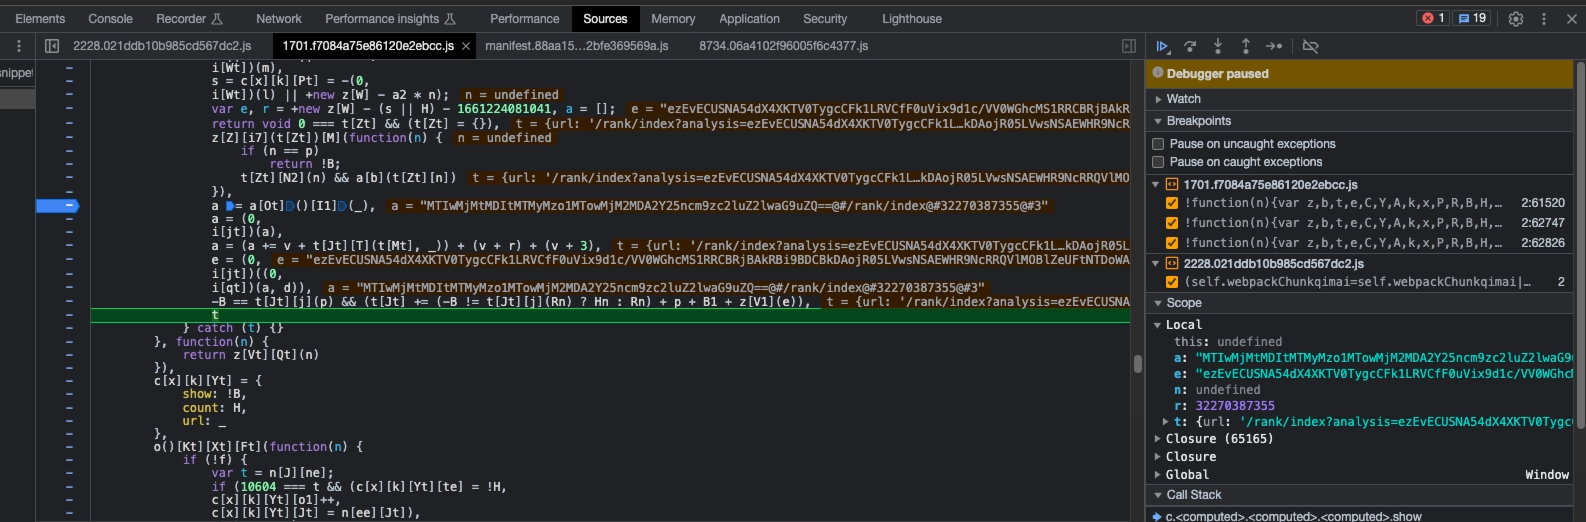 Elements Console Recorder Network Performance insights Performance Sources Memory Application Security Lighthouse 1 19
2228.021ddb10b985cd567dc2.js 1701.f7084a75e86120e2ebcc.js × manifest.88aa15...2bfe369569a.js 8734.06a4102f96005f6c4377.js
snippet
i[Wt])(m),
s = c[x][k][Pt] = -(0,
i[Wt])(l) || +new z[W] - a2 * n); n = undefined
var e, r = +new z[W] - (s || H) - 1661224081041, a = []; e = "ezEvECUSNA54dX4XKTV0TygcCFk1LRVCfF0uVix9d1c/VV0WGhcMS1RRCBRjBAkR
return void 0 === t[Zt] && (t[Zt] = {}), t = {url: '/rank/index?analysis=ezEvECUSNA54dX4XKTV0TygcCFk1L…kDAojR05LVwsNSAEWHR9NcR
z[Z][i7](t[Zt])[M](function(n) { n = undefined
if (n == p)
return !B;
t[Zt][N2](n) && a[b](t[Zt][n]) t = {url: '/rank/index?analysis=ezEvECUSNA54dX4XKTV0TygcCFk1L…kDAojR05LVwsNSAEWHR9NcRRQVlMO
}),
a = a[Ot]()[I1](_), a = "MTIwMjMtMDItMTMyMzo1MTowMjM2MDA2Y25ncm9zc2luZ2lwaG9uZQ==@#/rank/index@#32270387355@#3"
a = (0,
i[jt])(a),
a = (a += v + t[Jt][T](t[Mt], _)) + (v + r) + (v + 3), t = {url: '/rank/index?analysis=ezEvECUSNA54dX4XKTV0TygcCFk1L…kDAojR05LVwsNSAEWHR9NcR
e = (0, e = "ezEvECUSNA54dX4XKTV0TygcCFk1LRVCfF0uVix9d1c/VV0WGhcMS1RRCBRjBAkRBi9BDCBkDAojR05LVwsNSAEWHR9NcRRQVlMOBlZeUFtNTDoWA
i[jt])((0,
i[qt])(a, d)), a = "MTIwMjMtMDItMTMyMzo1MTowMjM2MDA2Y25ncm9zc2luZ2lwaG9uZQ==@#/rank/index@#32270387355@#3"
-B == t[Jt][j](p) && (t[Jt] += (-B != t[Jt][j](Rn) ? Hn : Rn) + p + B1 + z[V1](e)), t = {url: '/rank/index?analysis=ezEvECUSNA
t
} catch (t) {}
}, function(n) {
return z[Vt][Qt](n)
}),
c[x][k][Yt] = {
show: !B,
count: H,
url: _
},
o()[Kt][Xt][Ft](function(n) {
if (!f) {
var t = n[J][ne];
if (10604 === t && (c[x][k][Yt][te] = !H,
c[x][k][Yt][o1]++,
c[x][k][Yt][Jt] = n[ee][Jt]),
Debugger paused
Watch
Breakpoints
Pause on uncaught exceptions
Pause on caught exceptions
1701.f7084a75e86120e2ebcc.js
!function(n){var z,b,t,e,C,Y,A,k,x,P,R,B,H,… 2:61520
!function(n){var z,b,t,e,C,Y,A,k,x,P,R,B,H,… 2:62747
!function(n){var z,b,t,e,C,Y,A,k,x,P,R,B,H,… 2:62826
2228.021ddb10b985cd567dc2.js
(self.webpackChunkqimai=self.webpackChunkqimai|… 2
Scope
Local
this: undefined
a: "MTIwMjMtMDItMTMyMzo1MTowMjM2MDA2Y25ncm9zc2luZ2lwaG9
e: "ezEvECUSNA54dX4XKTV0TygcCFk1LRVCfF0uVix9d1c/VV0WGhcM
n: undefined
r: 32270387355
t: {url: '/rank/index?analysis=ezEvECUSNA54dX4XKTV0Tygc
Closure (65165)
Closure
Global Window
Call Stack
c.<computed>.<computed>.<computed>.show